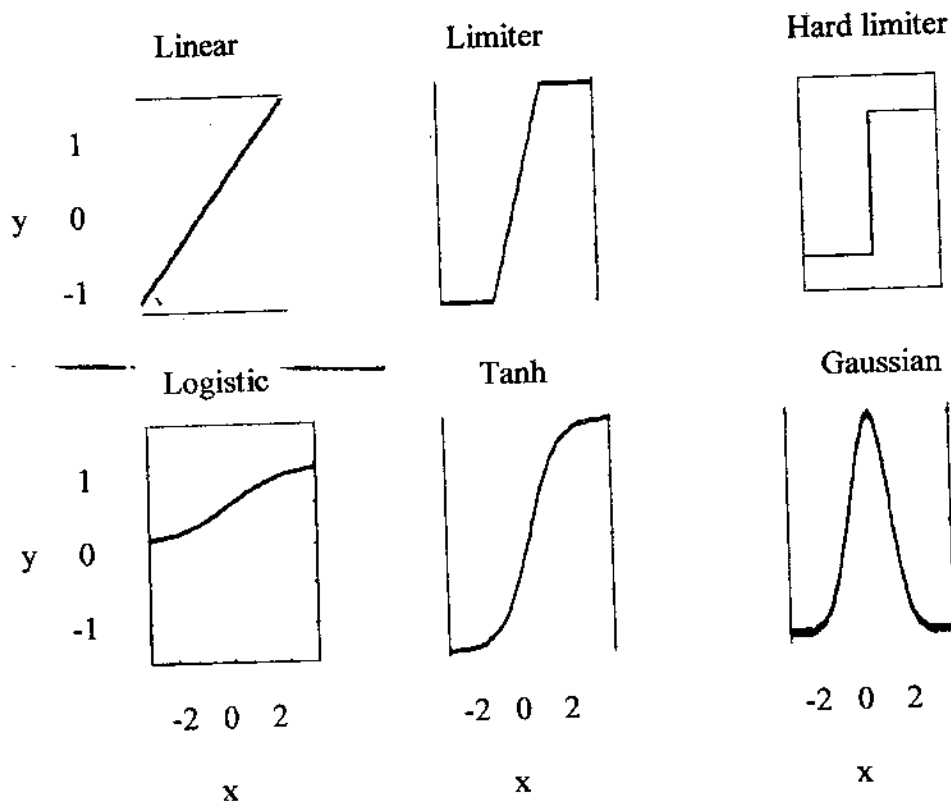 Linear
Limiter
Hard limiter
1
y 0
-1
Logistic
Tanh
Gaussian
1
y 0
-1
-2 0 2
-2 0 2
-2 0 2
x
x
x